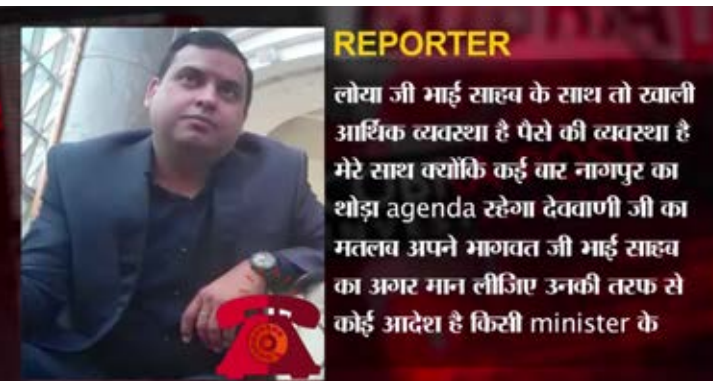 REPORTER
लोया जी भाई साहब के साथ तो खाली
आर्थिक व्यवस्था है पैसे की व्यवस्था है
मेरे साथ क्योंकि कई बार नागपुर का
थोड़ा agenda रहेगा देववाणी जी का
मतलब अपने भागवत जी भाई साहब
का अगर मान लीजिए उनकी तरफ से
कोई आदेश है किसी minister के